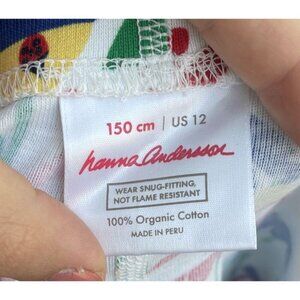 150 cm | US 12
hanna andersson
WEAR SNUG-FITTING,
NOT FLAME RESISTANT
100% Organic Cotton
MADE IN PERU